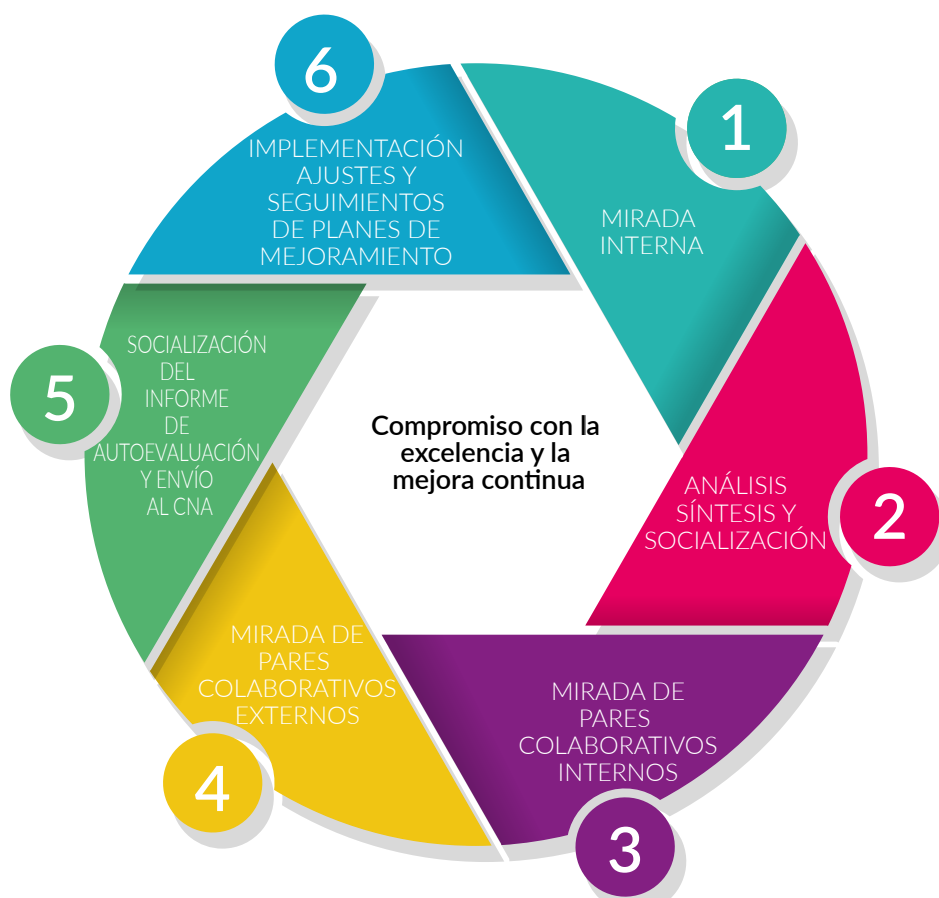 1
MIRADA
INTERNA
2
ANÁLISIS
SÍNTESIS Y
SOCIALIZACIÓN
3
MIRADA DE
PARES
COLABORATIVOS
INTERNOS
4
MIRADA DE
PARES
COLABORATIVOS
EXTERNOS
5
SOCIALIZACIÓN
DEL
INFORME
DE
AUTOEVALUACIÓN
Y ENVÍO
AL CNA
6
IMPLEMENTACIÓN
AJUSTES Y
SEGUIMIENTOS
DE PLANES DE
MEJORAMIENTO
Compromiso con la
excelencia y la
mejora continua